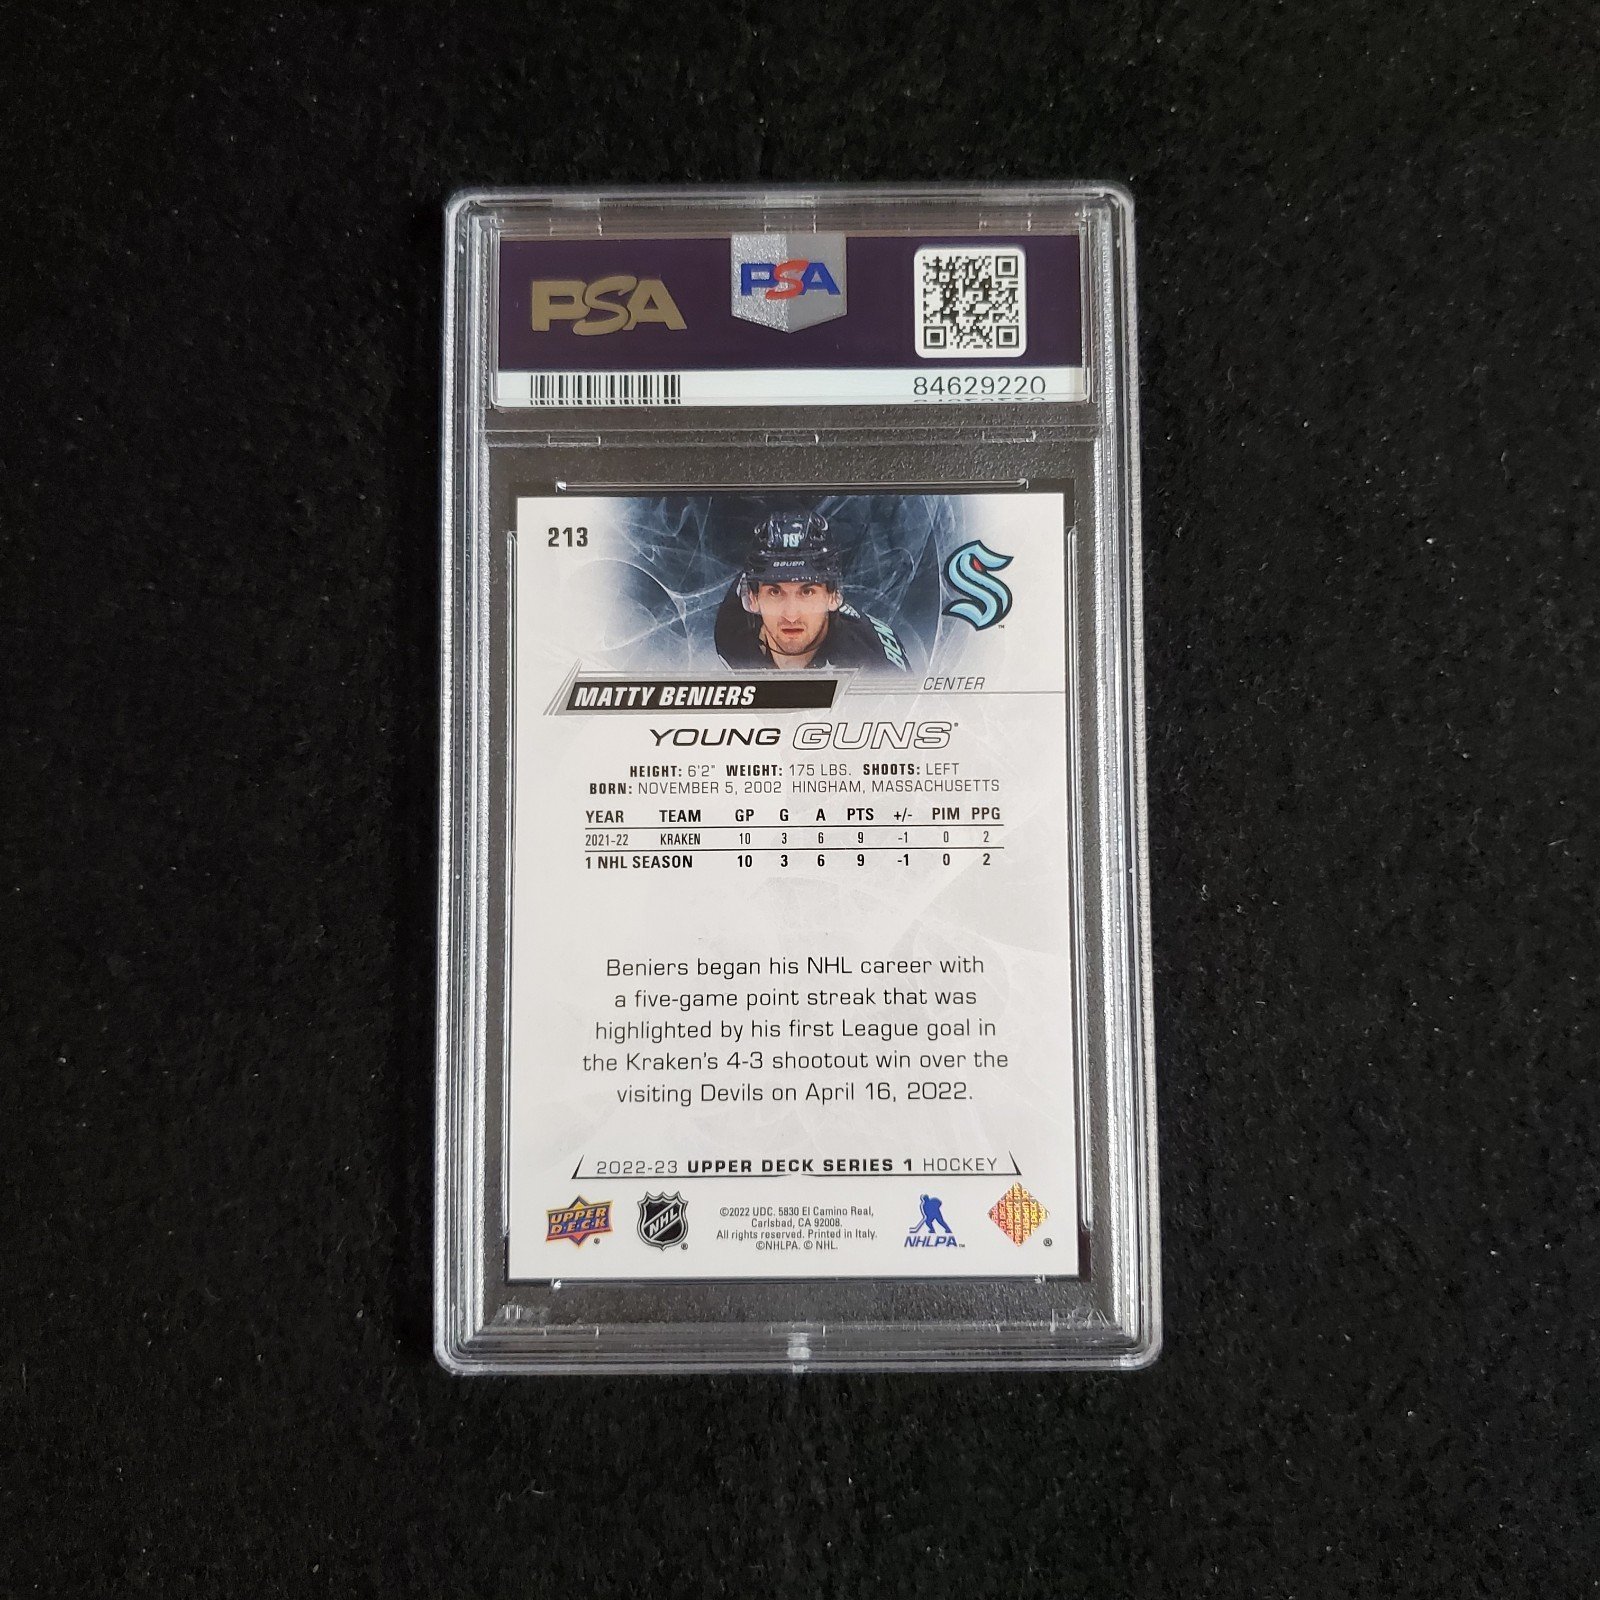 PSA
PSA
84629220
213
10
BAUER
BENI
CENTER
MATTY BENIERS
YOUNG GUNS
HEIGHT: 6'2" WEIGHT: 175 LBS. SHOOTS: LEFT
BORN: NOVEMBER 5, 2002 HINGHAM, MASSACHUSETTS
YEAR TEAM GP G A PTS +/- PIM PPG
2021-22 KRAKEN 10 3 6 9 -1 0 2
1 NHL SEASON 10 3 6 9 -1 0 2
Beniers began his NHL career with
a five-game point streak that was
highlighted by his first League goal in
the Kraken's 4-3 shootout win over the
visiting Devils on April 16, 2022.
2022-23 UPPER DECK SERIES 1 HOCKEY
UPPER DECK
NHL
©2022 UDC. 5830 El Camino Real,
Carlsbad, CA 92008.
All rights reserved. Printed in Italy.
©NHLPA. © NHL.
NHLPA